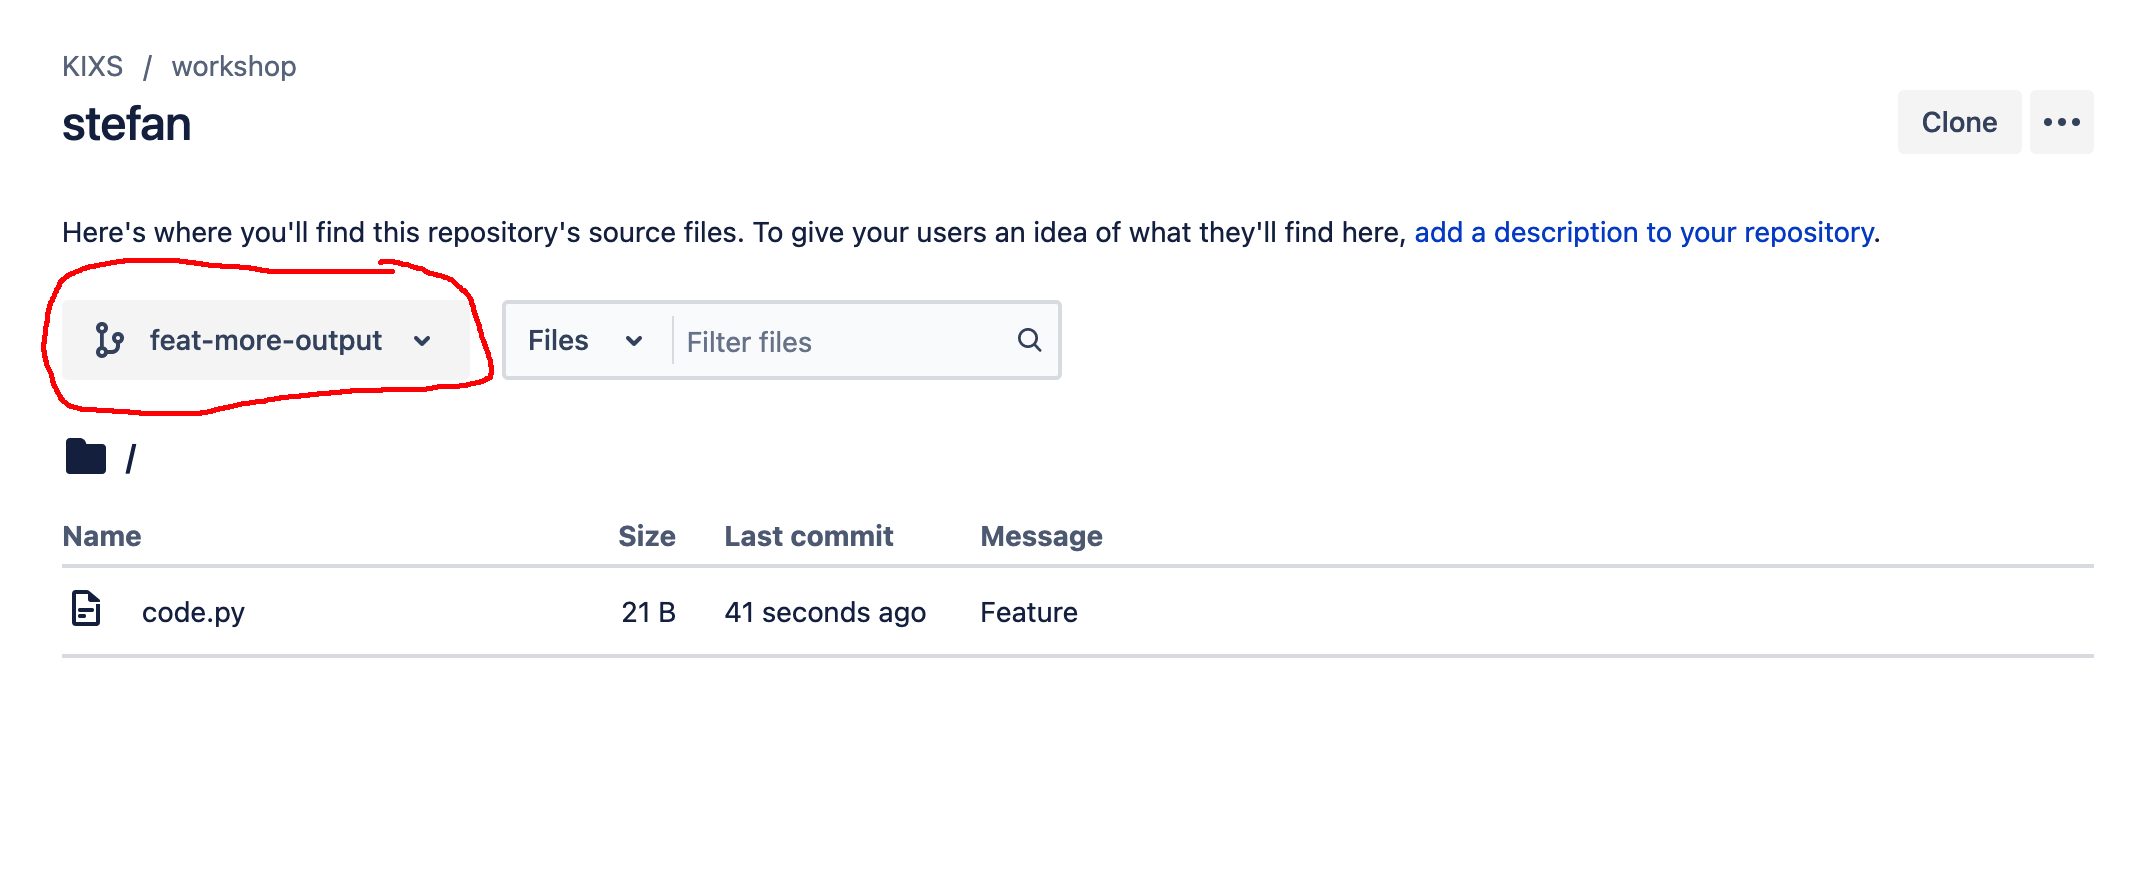 KIXS / workshop
stefan
Clone
Here's where you'll find this repository's source files. To give your users an idea of what they'll find here, add a description to your repository.
feat-more-output
Files
Filter files
/
Name Size Last commit Message
code.py 21 B 41 seconds ago Feature